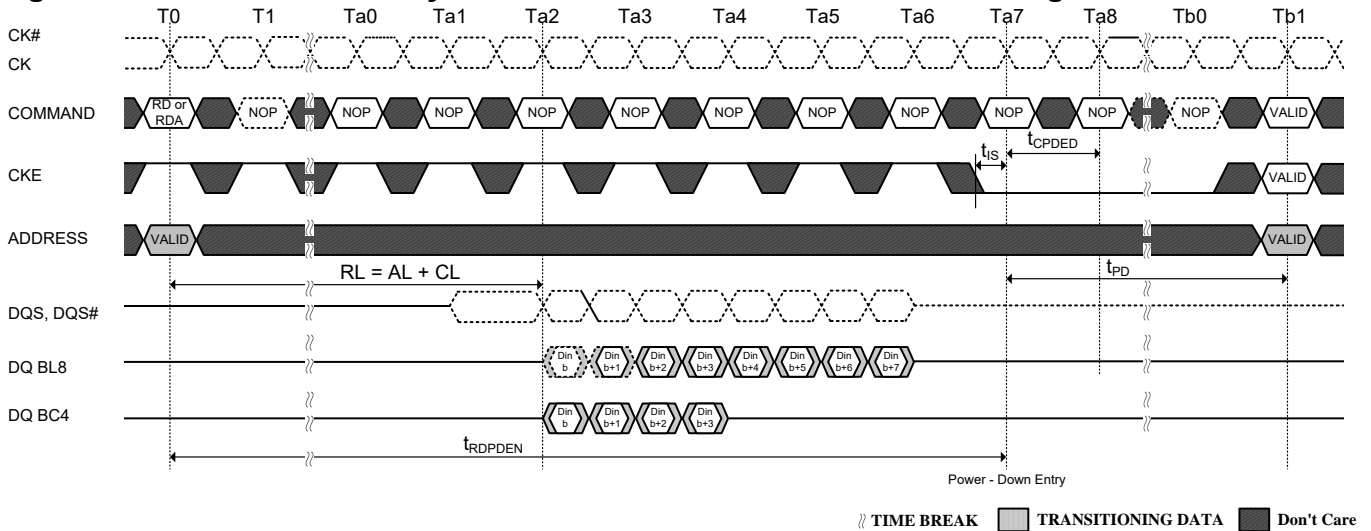 T0 T1 Ta0 Ta1 Ta2 Ta3 Ta4 Ta5 Ta6 Ta7 Ta8 Tb0 Tb1
CK#
CK
COMMAND
RD or
RDA
NOP NOP NOP NOP NOP NOP NOP NOP NOP NOP NOP VALID
tIS
tCPDED
CKE
VALID
ADDRESS
VALID VALID
RL = AL + CL
tPD
DQS, DQS#
DQ BL8
Din b
Din b+1
Din b+2
Din b+3
Din b+4
Din b+5
Din b+6
Din b+7
DQ BC4
Din b
Din b+1
Din b+2
Din b+3
tRDPDEN
Power - Down Entry
TIME BREAK TRANSITIONING DATA Don't Care